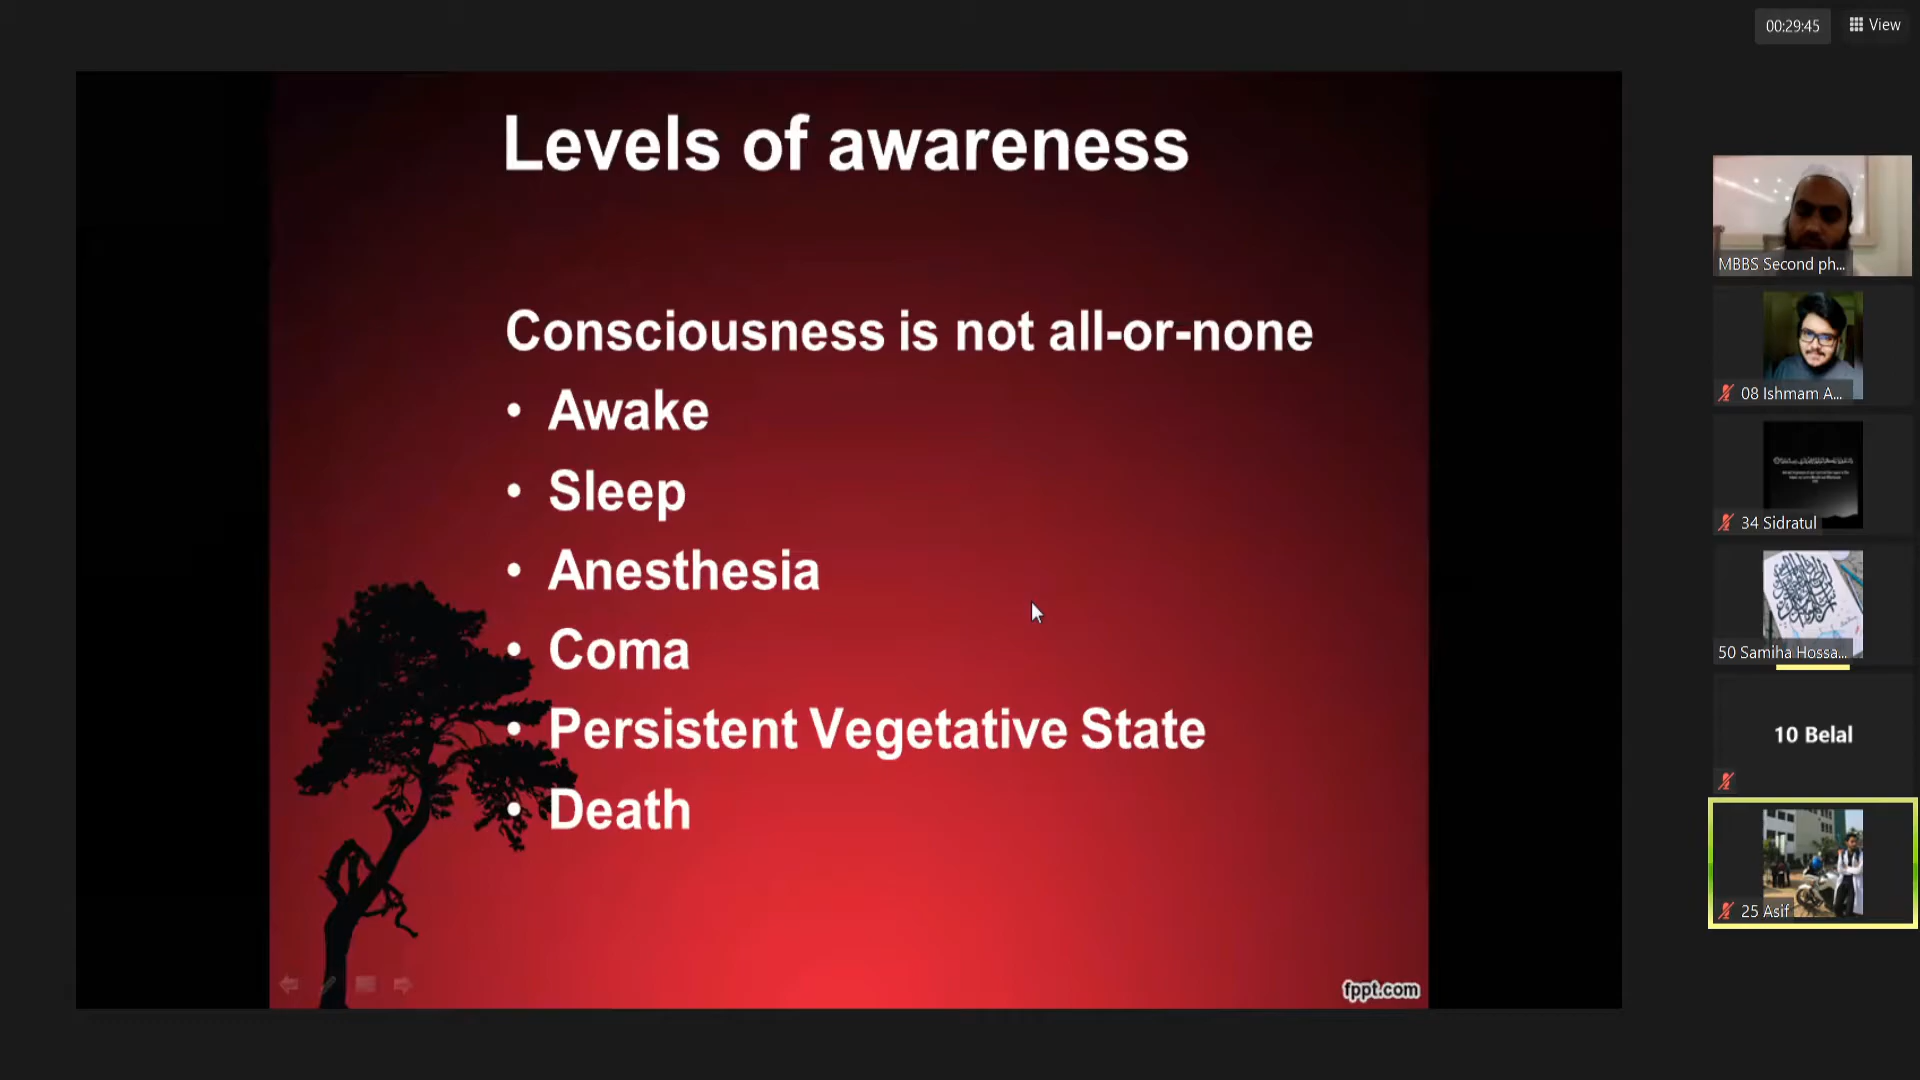 00:29:45
View
Levels of awareness
Consciousness is not all-or-none
• Awake
• Sleep
• Anesthesia
• Coma
• Persistent Vegetative State
• Death
fppt.com
MBBS Second ph...
08 Ishmam A...
34 Sidratul
50 Samiha Hossa...
10 Belal
25 Asif